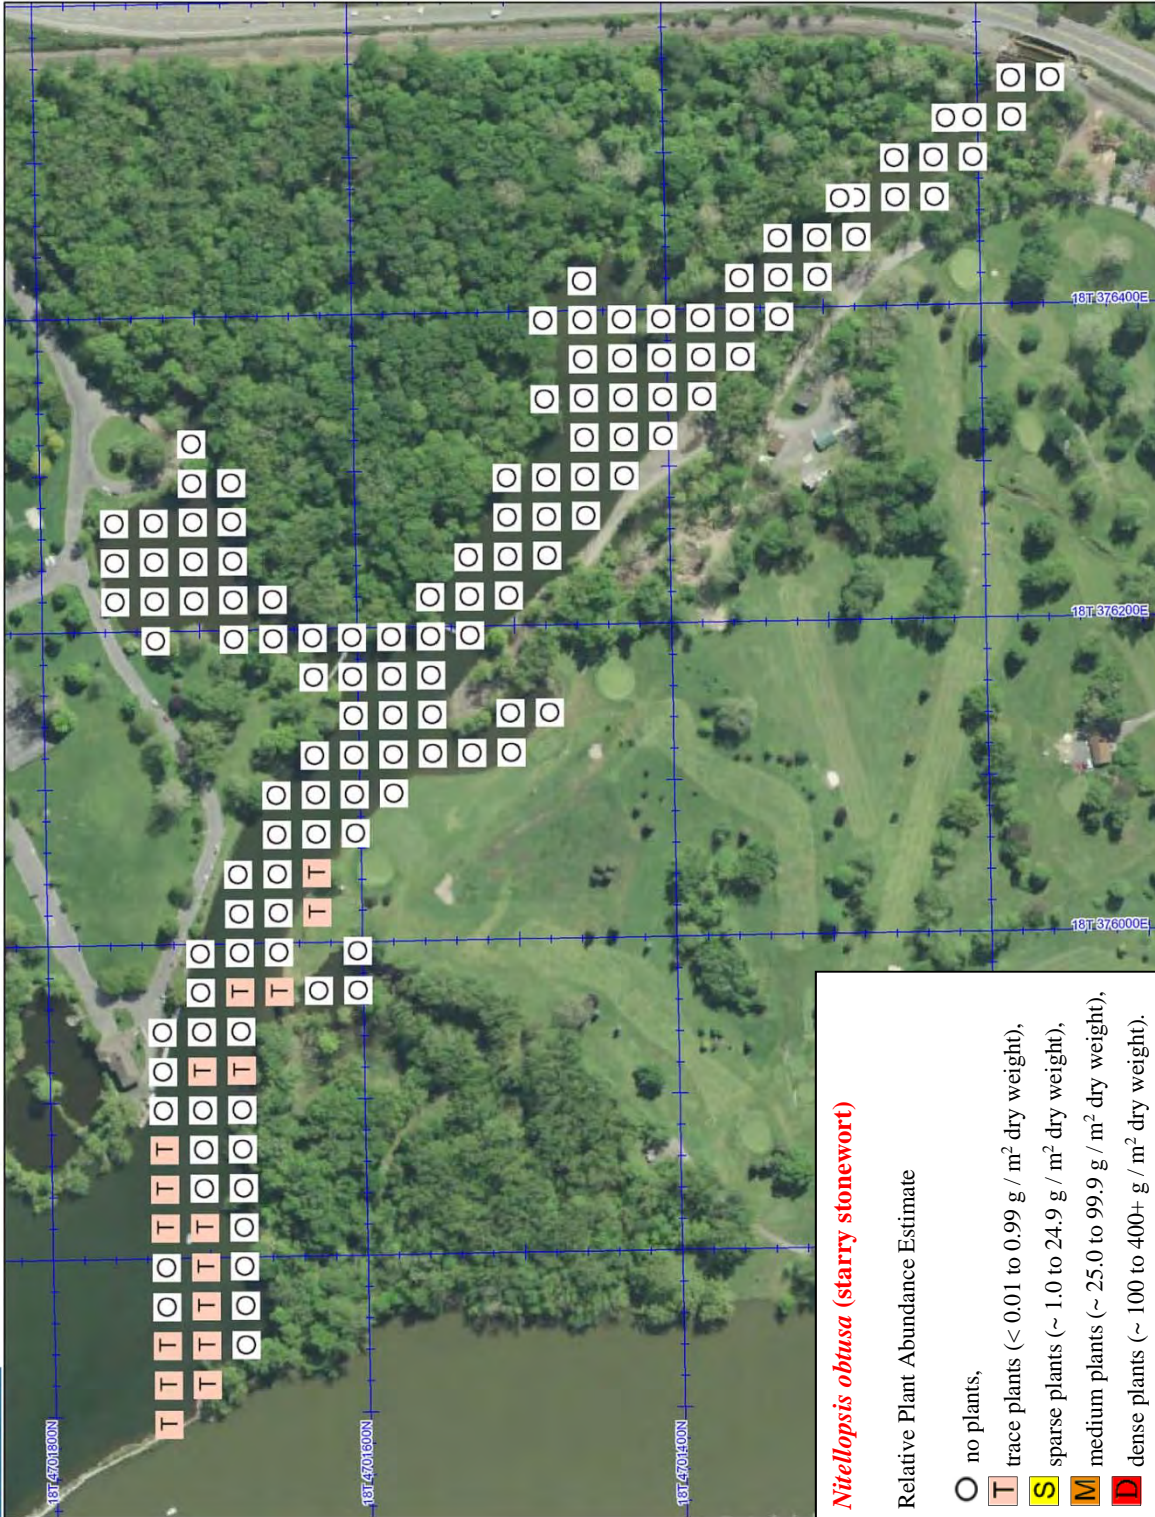 18T 4701800N
18T 4701600N
18T 4701400N
18T 376400E
18T 376200E
18T 376000E
Nitellopsis obtusa (starry stonewort)
Relative Plant Abundance Estimate
O no plants,
T trace plants (< 0.01 to 0.99 g / m² dry weight),
S sparse plants (~ 1.0 to 24.9 g / m² dry weight),
M medium plants (~ 25.0 to 99.9 g / m² dry weight),
D dense plants (~ 100 to 400+ g / m² dry weight).